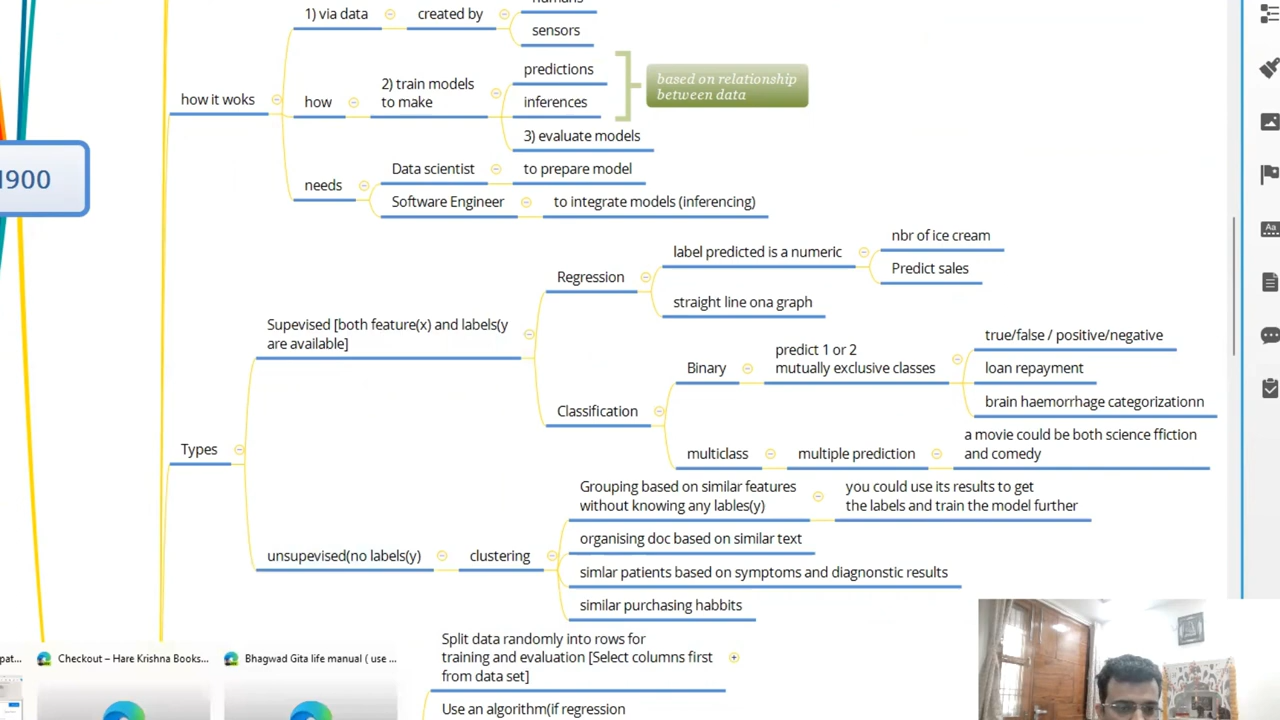 humans
1) via data
created by
sensors
predictions
2) train models
to make
how it woks
how
inferences
based on relationship
between data
3) evaluate models
1900
needs
Data scientist
to prepare model
Software Engineer
to integrate models (inferencing)
Regression
label predicted is a numeric
nbr of ice cream
Predict sales
straight line ona graph
Supevised [both feature(x) and labels(y
are available]
Classification
Binary
predict 1 or 2
mutually exclusive classes
true/false / positive/negative
loan repayment
brain haemorrhage categorizationn
multiclass
multiple prediction
a movie could be both science ffiction
and comedy
Types
Grouping based on similar features
without knowing any lables(y)
you could use its results to get
the labels and train the model further
unsupevised(no labels(y)
clustering
organising doc based on similar text
simlar patients based on symptoms and diagnonstic results
similar purchasing habbits
Split data randomly into rows for
training and evaluation [Select columns first
from data set]
Use an algorithm(if regression
pat...
Checkout – Hare Krishna Books...
Bhagwad Gita life manual ( use ...
Aa